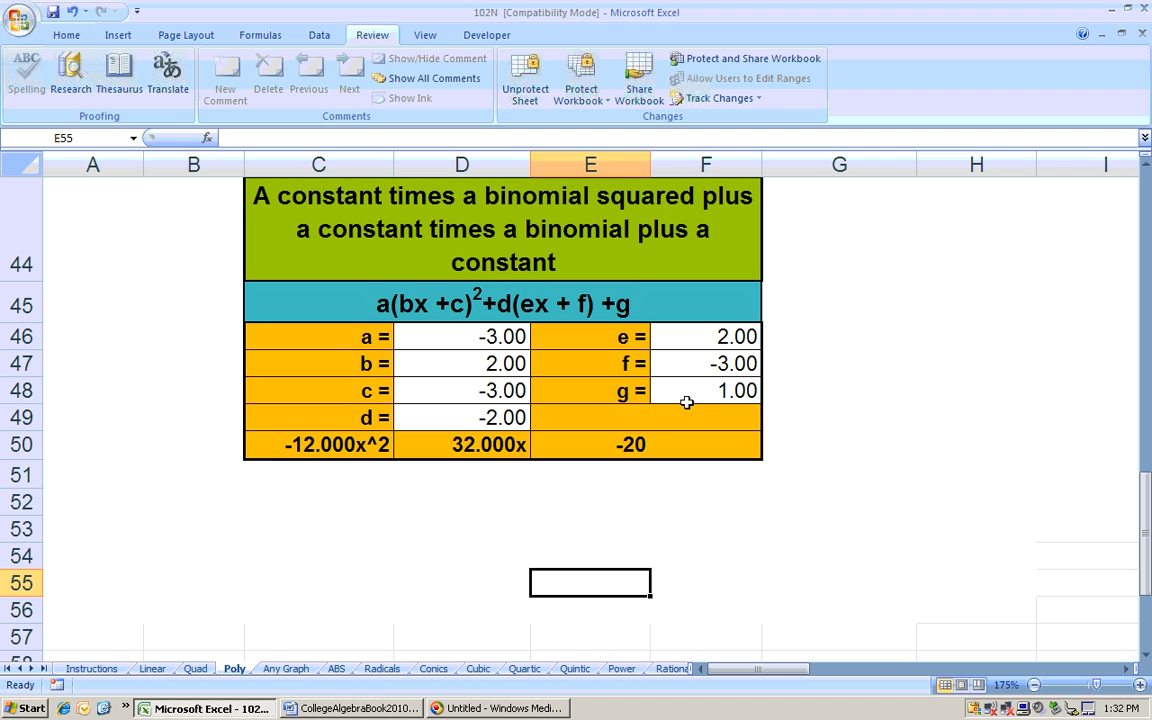 102N [Compatibility Mode] - Microsoft Excel
Home Insert Page Layout Formulas Data Review View Developer
ABC
Spelling Research Thesaurus Translate
Proofing
New Comment Delete Previous Next
Show/Hide Comment
Show All Comments
Show Ink
Comments
Unprotect Sheet
Protect Workbook
Share Workbook
Protect and Share Workbook
Allow Users to Edit Ranges
Track Changes
Changes
E55 fx
A B C D E F G H I
A constant times a binomial squared plus
a constant times a binomial plus a
44 constant
45 a(bx +c)²+d(ex + f) +g
46 a = -3.00 e = 2.00
47 b = 2.00 f = -3.00
48 c = -3.00 g = 1.00
49 d = -2.00
50 -12.000x^2 32.000x -20
51
52
53
54
55
56
57
58
Instructions Linear Quad Poly Any Graph ABS Radicals Conics Cubic Quartic Quintic Power Rationa
Ready 175%
Start » Microsoft Excel - 102... CollegeAlgebraBook2010... Untitled - Windows Medi... 1:32 PM